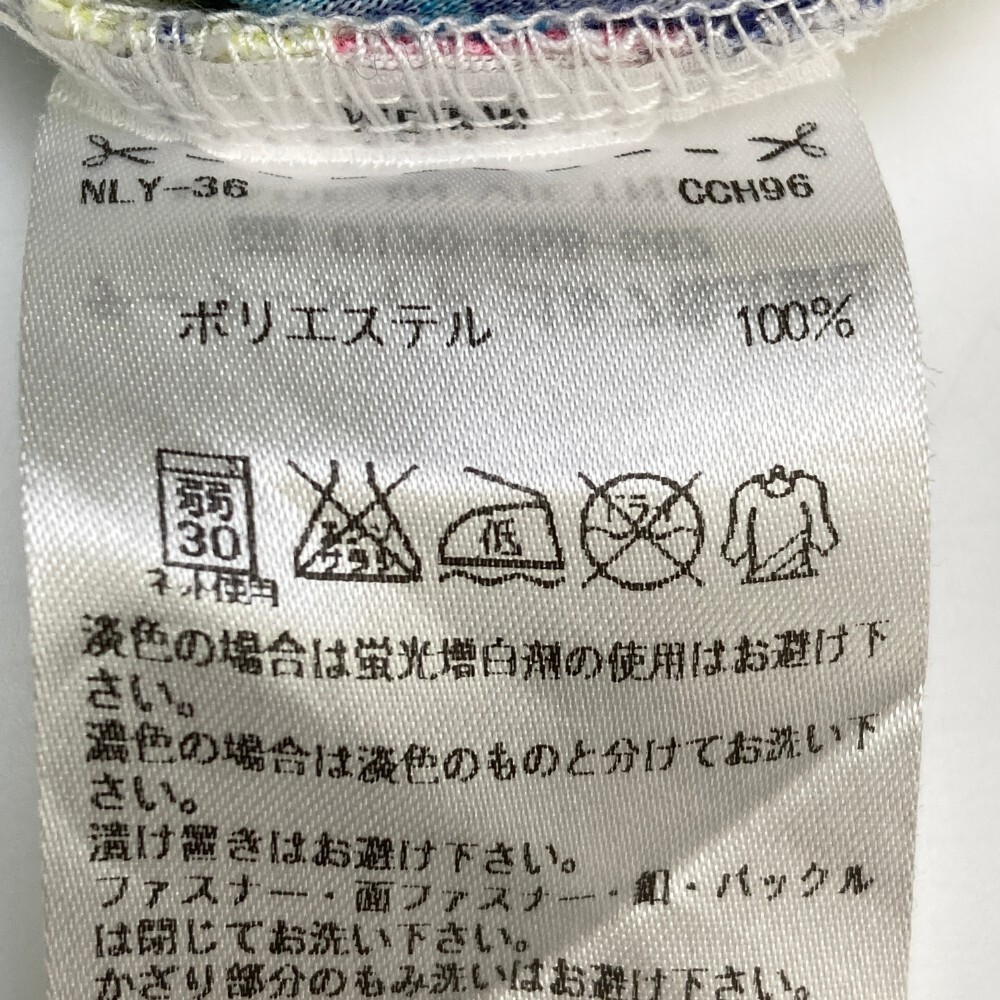 NLY-36 CCH96
ポリエステル 100%
弱
30
ネット使用
エンソ
サラシ
低
ドライ
淡色の場合は蛍光増白剤の使用はお避け下
さい。
濃色の場合は淡色のものと分けてお洗い下
さい。
漬け置きはお避け下さい。
ファスナー・面ファスナー・釦・バックル
は閉じてお洗い下さい。
かざり部分のもみ洗いはお避け下さい。